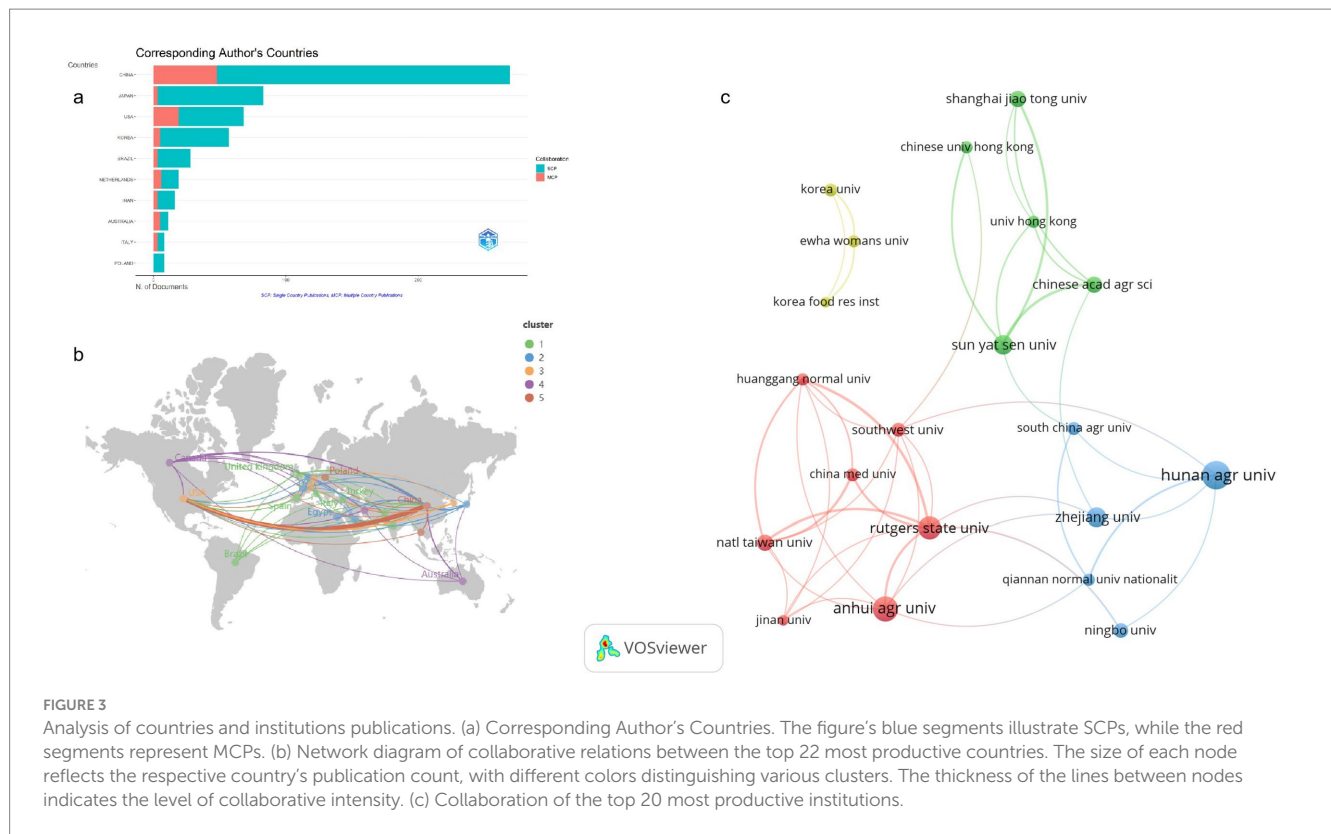 Corresponding Author's Countries
Countries
a
CHINA
JAPAN
USA
KOREA
BRAZIL
NETHERLANDS
IRAN
AUSTRALIA
ITALY
POLAND
Collaboration
SCP
MCP
0
100
200
N. of Documents
SCP: Single Country Publications, MCP: Multiple Country Publications
b
cluster
1
2
3
4
5
Canada
United Kingdoms
Poland
USA
Spain
Italy
Turkey
China
Egypt
Brazil
Australia
c
shanghai jiao tong univ
chinese univ hong kong
korea univ
univ hong kong
ewha womans univ
chinese acad agr sci
korea food res inst
sun yat sen univ
huanggang normal univ
southwest univ
south china agr univ
china med univ
hunan agr univ
zhejiang univ
rutgers state univ
natl taiwan univ
qiannan normal univ nationalit
anhui agr univ
jinan univ
ningbo univ
VOSviewer
FIGURE 3
Analysis of countries and institutions publications. (a) Corresponding Author's Countries. The figure's blue segments illustrate SCPs, while the red
segments represent MCPs. (b) Network diagram of collaborative relations between the top 22 most productive countries. The size of each node
reflects the respective country's publication count, with different colors distinguishing various clusters. The thickness of the lines between nodes
indicates the level of collaborative intensity. (c) Collaboration of the top 20 most productive institutions.